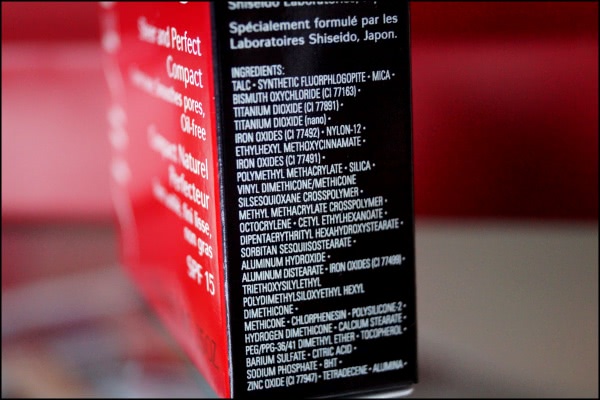 Shiseido Laboratories,
Spécialement formulé par les
Laboratoires Shiseido, Japon.
INGREDIENTS:
TALC • SYNTHETIC FLUORPHLOGOPITE • MICA •
BISMUTH OXYCHLORIDE (CI 77163) •
TITANIUM DIOXIDE (CI 77891) •
TITANIUM DIOXIDE (nano) •
IRON OXIDES (CI 77492) • NYLON-12 •
ETHYLHEXYL METHOXYCINNAMATE •
IRON OXIDES (CI 77491) •
POLYMETHYL METHACRYLATE • SILICA •
VINYL DIMETHICONE/METHICONE
SILSESQUIOXANE CROSSPOLYMER •
METHYL METHACRYLATE CROSSPOLYMER •
OCTOCRYLENE • CETYL ETHYLHEXANOATE •
DIPENTAERYTHRITYL HEXAHYDROXYSTEARATE •
SORBITAN SESQUIISOSTEARATE •
ALUMINUM HYDROXIDE •
ALUMINUM DISTEARATE • IRON OXIDES (CI 77499) •
TRIETHOXYSILYLETHYL
POLYDIMETHYLSILOXYETHYL HEXYL
DIMETHICONE •
METHICONE • CHLORPHENESIN • POLYSILICONE-2 •
HYDROGEN DIMETHICONE • CALCIUM STEARATE •
PEG/PPG-36/41 DIMETHYL ETHER • TOCOPHEROL •
BARIUM SULFATE • CITRIC ACID •
SODIUM PHOSPHATE • BHT •
ZINC OXIDE (CI 77947) • TETRADECENE • ALUMINA •
Sheer and Perfect
Compact
pores,
Oil-free
Compact Naturel
Perfecteur
fini lisse,
non gras
SPF 15